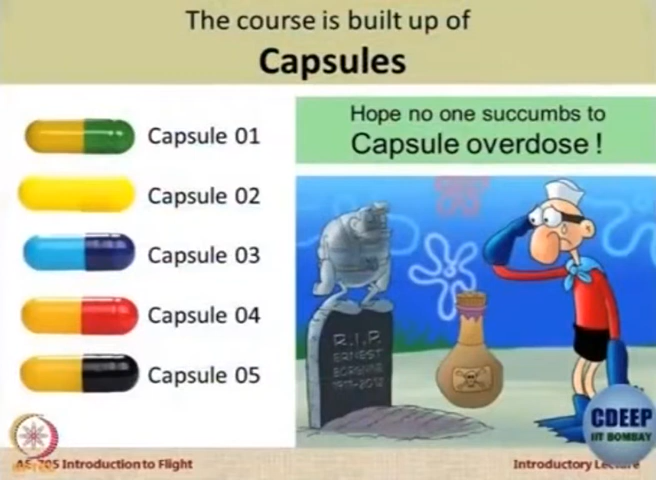 The course is built up of
Capsules
Hope no one succumbs to
Capsule overdose !
Capsule 01
Capsule 02
Capsule 03
Capsule 04
Capsule 05
R.I.P.
ERNEST
BORGNINE
1917-2012
CDEEP
IIT BOMBAY
Introduction to Flight
Introductory Lecture